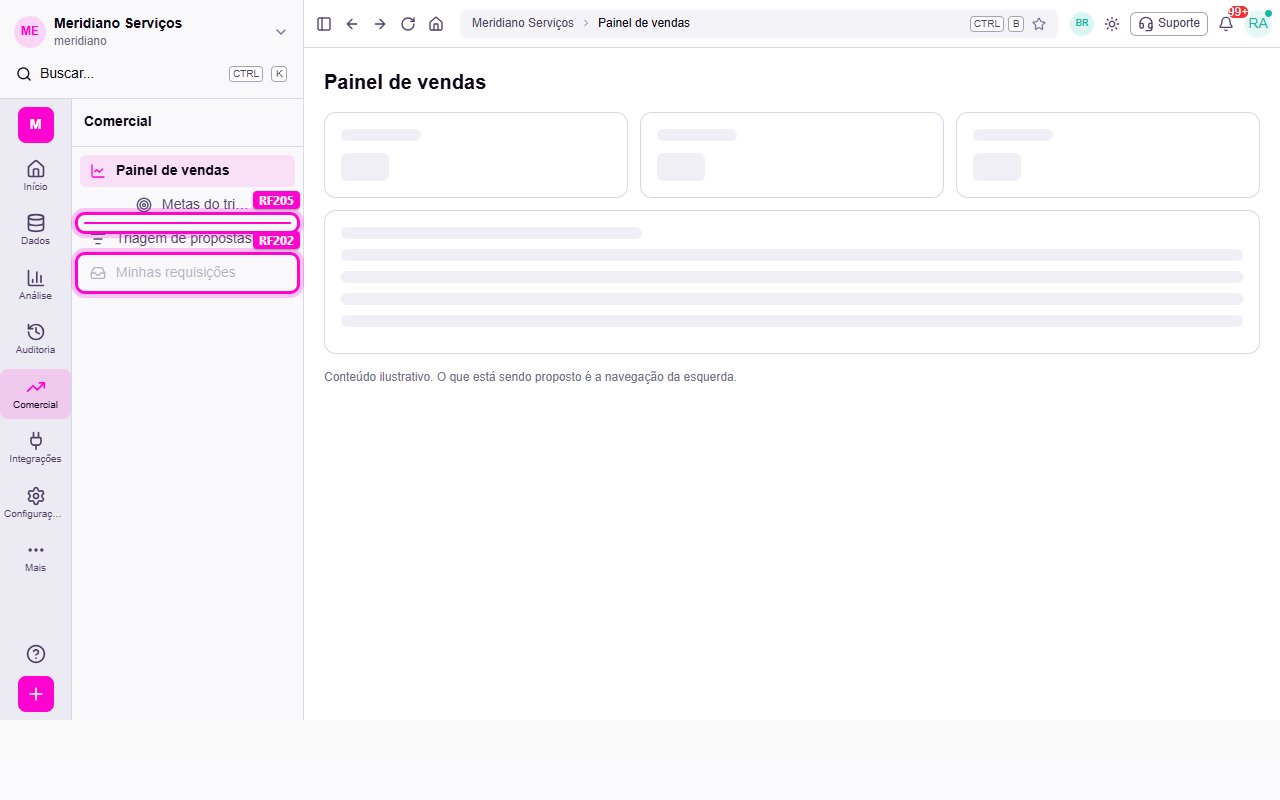 ME
Meridiano Serviços
meridiano
Buscar...
CTRL K
Meridiano Serviços > Painel de vendas
CTRL B
BR
Suporte
99+
RA
M
Início
Dados
Análise
Auditoria
Comercial
Integrações
Configuraç...
Mais
Comercial
Painel de vendas
Metas do tri...
RF205
Triagem de propostas
RF202
Minhas requisições
Painel de vendas
Conteúdo ilustrativo. O que está sendo proposto é a navegação da esquerda.